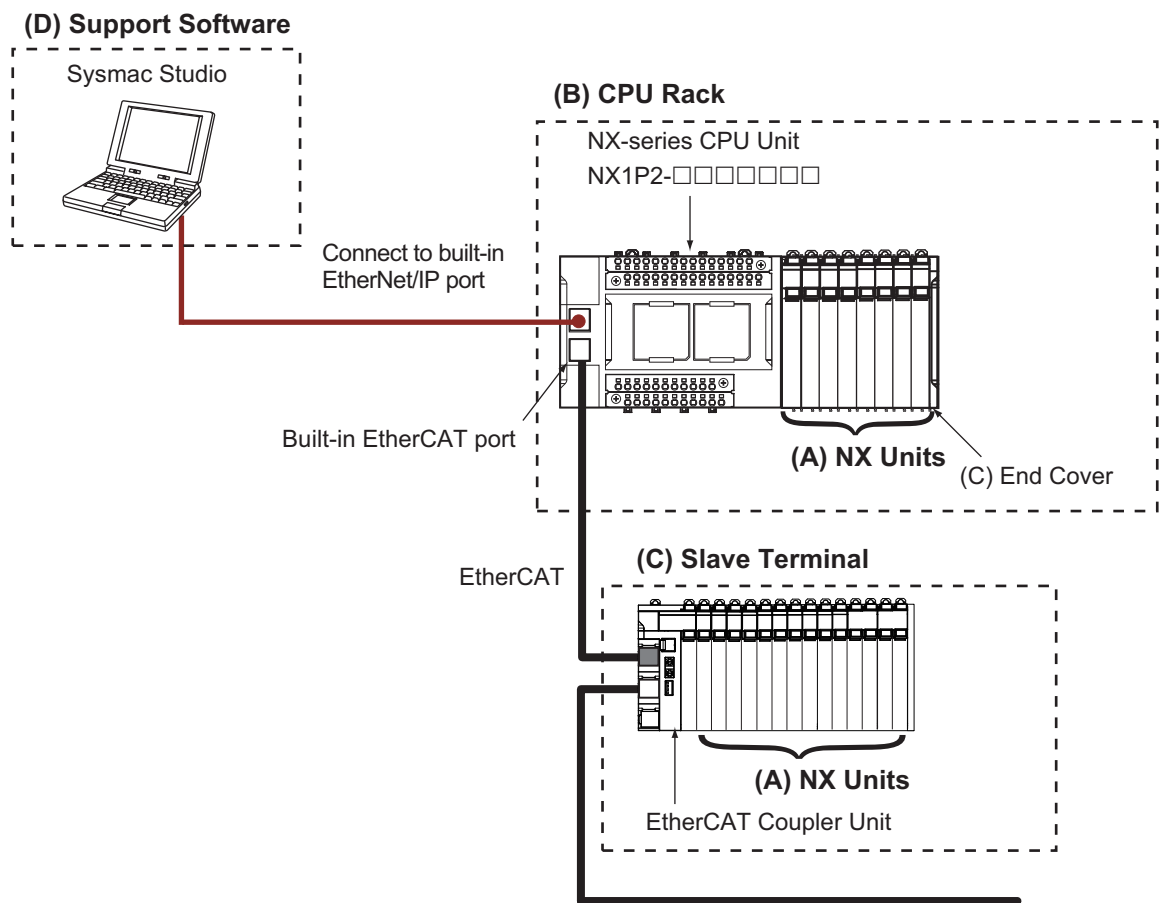 (D) Support Software
Sysmac Studio
(B) CPU Rack
NX-series CPU Unit
NX1P2-□□□□□□□
Connect to built-in
EtherNet/IP port
Built-in EtherCAT port
(A) NX Units
(C) End Cover
EtherCAT
(C) Slave Terminal
(A) NX Units
EtherCAT Coupler Unit